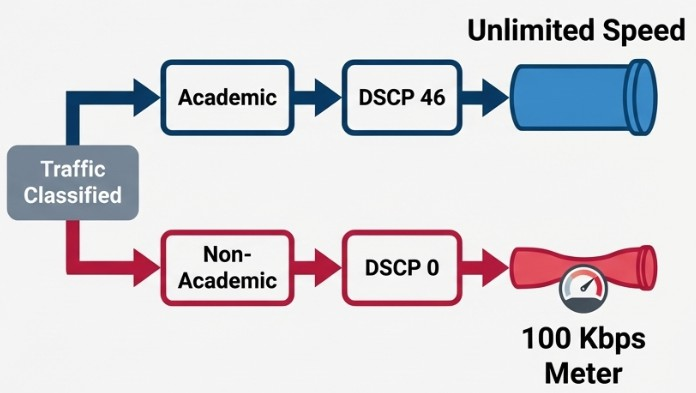 Unlimited Speed
Academic
DSCP 46
Traffic
Classified
Non-
Academic
DSCP 0
100 Kbps
Meter